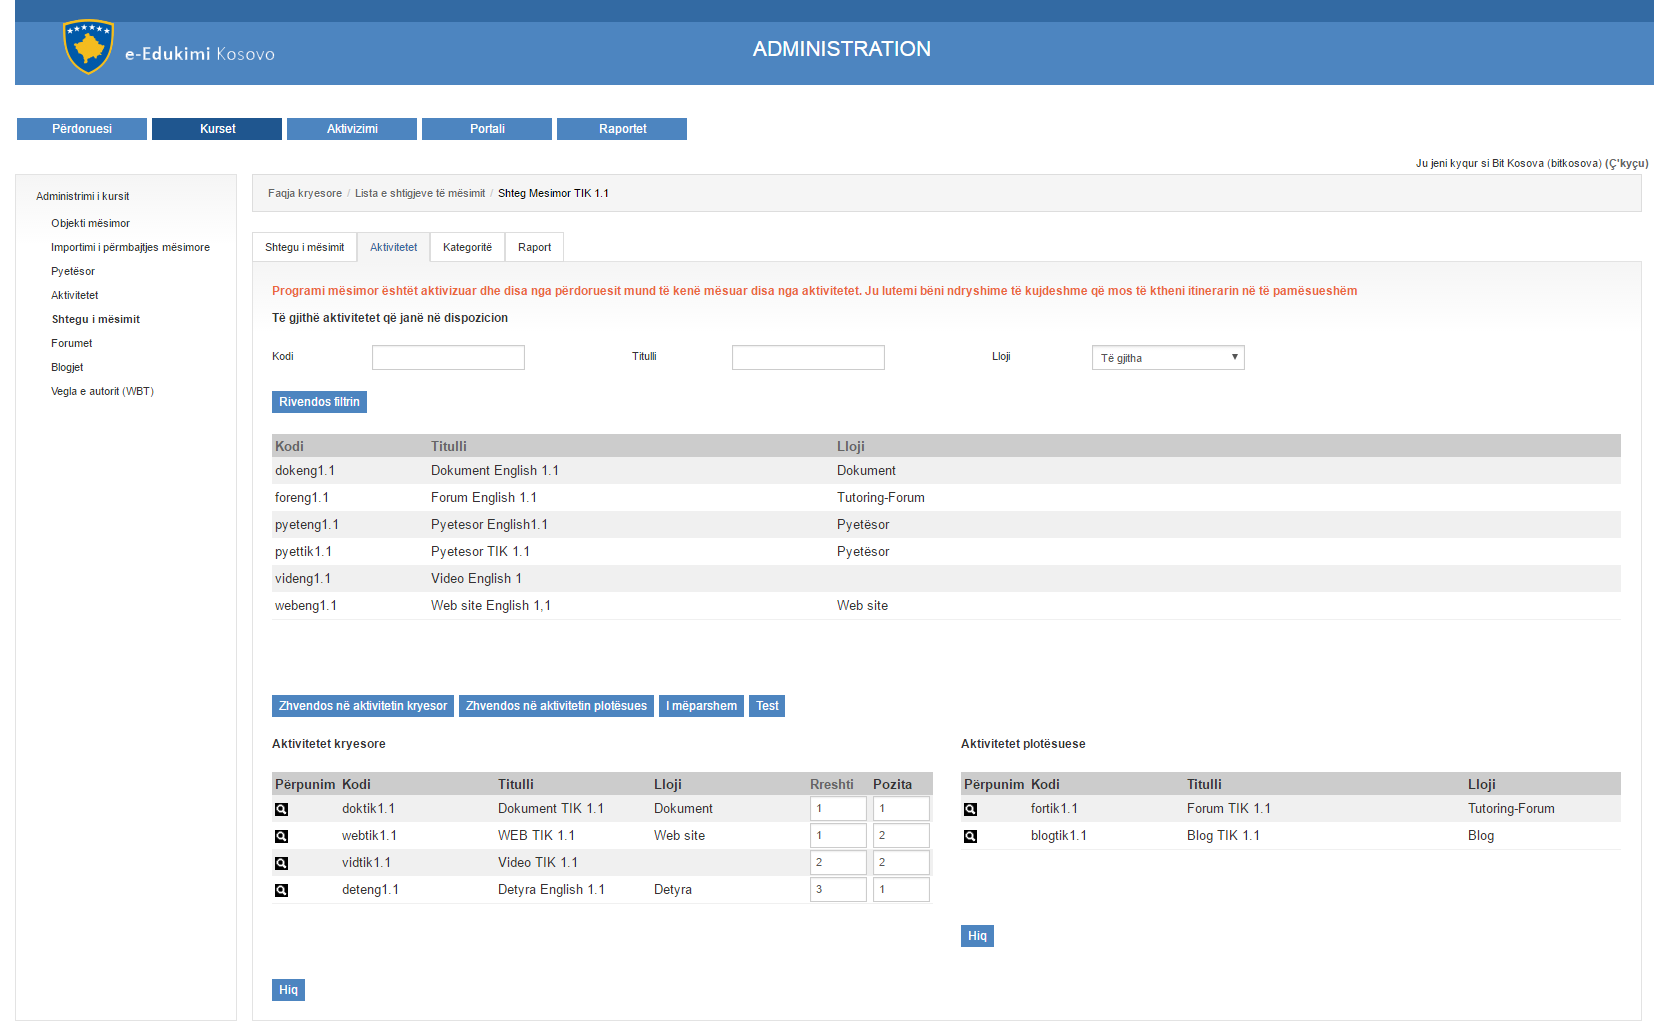 e-Edukimi Kosovo
ADMINISTRATION
Përdoruesi Kurset Aktivizimi Portali Raportet
Ju jeni kyqur si Bit Kosova (bitkosova) (Ç'kyçu)
Administrimi i kursit
Objekti mësimor
Importimi i përmbajtjes mësimore
Pyetësor
Aktivitetet
Shtegu i mësimit
Forumet
Blogjet
Vegla e autorit (WBT)
Faqja kryesore / Lista e shtigjeve të mësimit / Shteg Mesimor TIK 1.1
Shtegu i mësimit Aktivitetet Kategoritë Raport
Programi mësimor është​t aktivizuar dhe disa nga përdoruesit mund të kenë mësuar disa nga aktivitetet. Ju lutemi bëni ndryshime të kujdeshme që mos të ktheni itinerarin në të pamësueshëm
Të gjithë aktivitetet që janë në dispozicion
Kodi Titulli Lloji Të gjitha
Rivendos filtrin
Kodi Titulli Lloji
dokeng1.1 Dokument English 1.1 Dokument
foreng1.1 Forum English 1.1 Tutoring-Forum
pyeteng1.1 Pyetesor English1.1 Pyetësor
pyettik1.1 Pyetesor TIK 1.1 Pyetësor
videng1.1 Video English 1
webeng1.1 Web site English 1,1 Web site
Zhvendos në aktivitetin kryesor Zhvendos në aktivitetin plotësues I mëparshem Test
Aktivitetet kryesore
Përpunim Kodi Titulli Lloji Rreshti Pozita
doktik1.1 Dokument TIK 1.1 Dokument 1 1
webtik1.1 WEB TIK 1.1 Web site 1 2
vidtik1.1 Video TIK 1.1 2 2
deteng1.1 Detyra English 1.1 Detyra 3 1
Hiq
Aktivitetet plotësuese
Përpunim Kodi Titulli Lloji
fortik1.1 Forum TIK 1.1 Tutoring-Forum
blogtik1.1 Blog TIK 1.1 Blog
Hiq